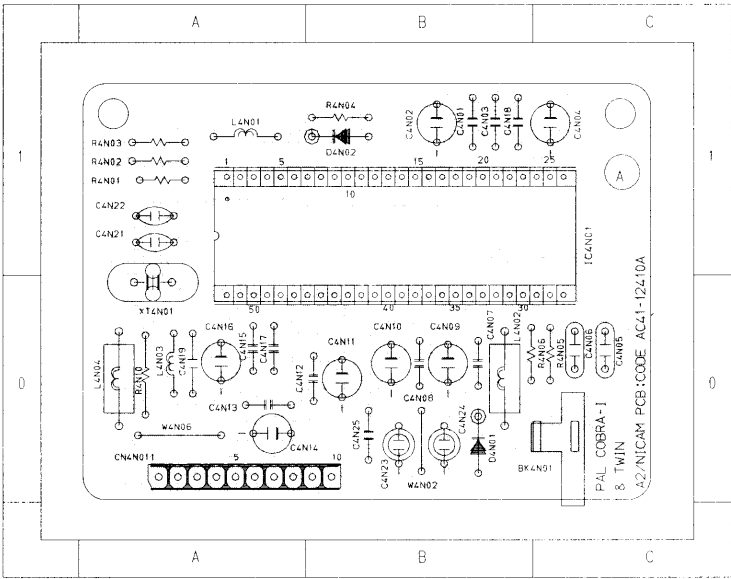 A B C
L4N01
R4N04
C4N02
C4N01
C4N03
C4N18
C4N04
R4N03
D4N02
1
1
R4N02
R4N01
1 5 15 20 25
10
A
C4N22
C4N21
IC4N01
XT4N01
50 40 35 30
C4N16
C4N15
C4N17
C4N11
C4N10
C4N09
C4N07
L4N02
L4N04
R4N10
L4N03
C4N19
C4N12
R4N06
R4N05
C4N06
C4N05
0
0
C4N08
C4N13
W4N06
C4N14
C4N25
C4N23
C4N24
D4N01
W4N02
CN4N01 1 5 10
BK4N01
PAL COBRA-I
& TWIN
A2/NICAM PCB:CODE AC41-12410A
A B C